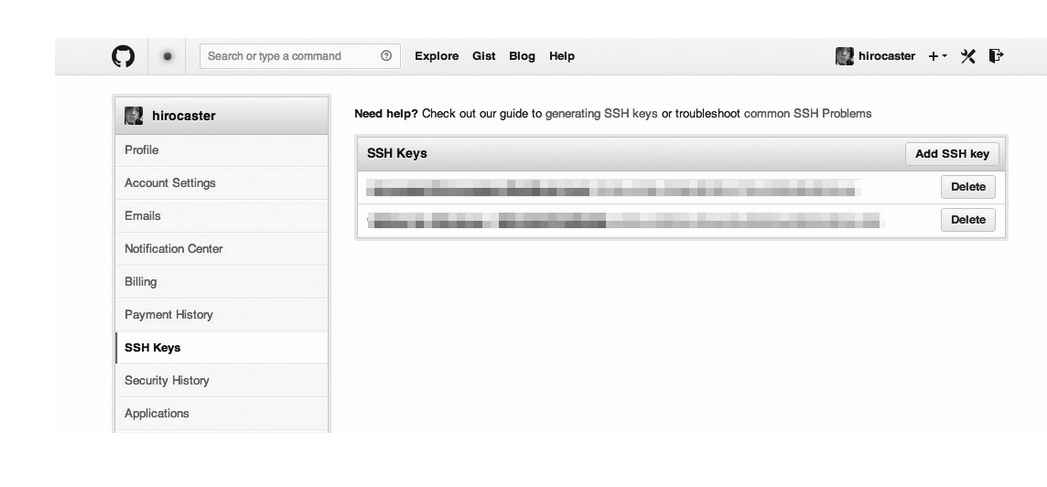 Search or type a command
Explore Gist Blog Help
hirocaster
hirocaster
Profile
Account Settings
Emails
Notification Center
Billing
Payment History
SSH Keys
Security History
Applications
Need help? Check out our guide to generating SSH keys or troubleshoot common SSH Problems
SSH Keys
Add SSH key
Delete
Delete